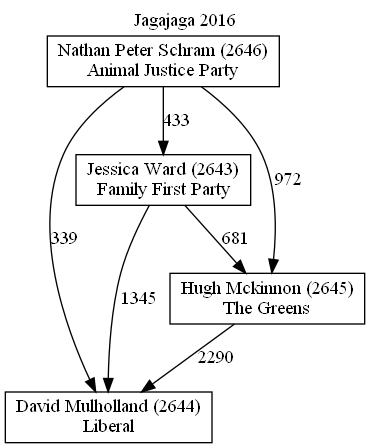 Jagajaga 2016
Nathan Peter Schram (2646)
Animal Justice Party
433
Jessica Ward (2643)
Family First Party
972
339
681
1345
Hugh Mckinnon (2645)
The Greens
2290
David Mulholland (2644)
Liberal